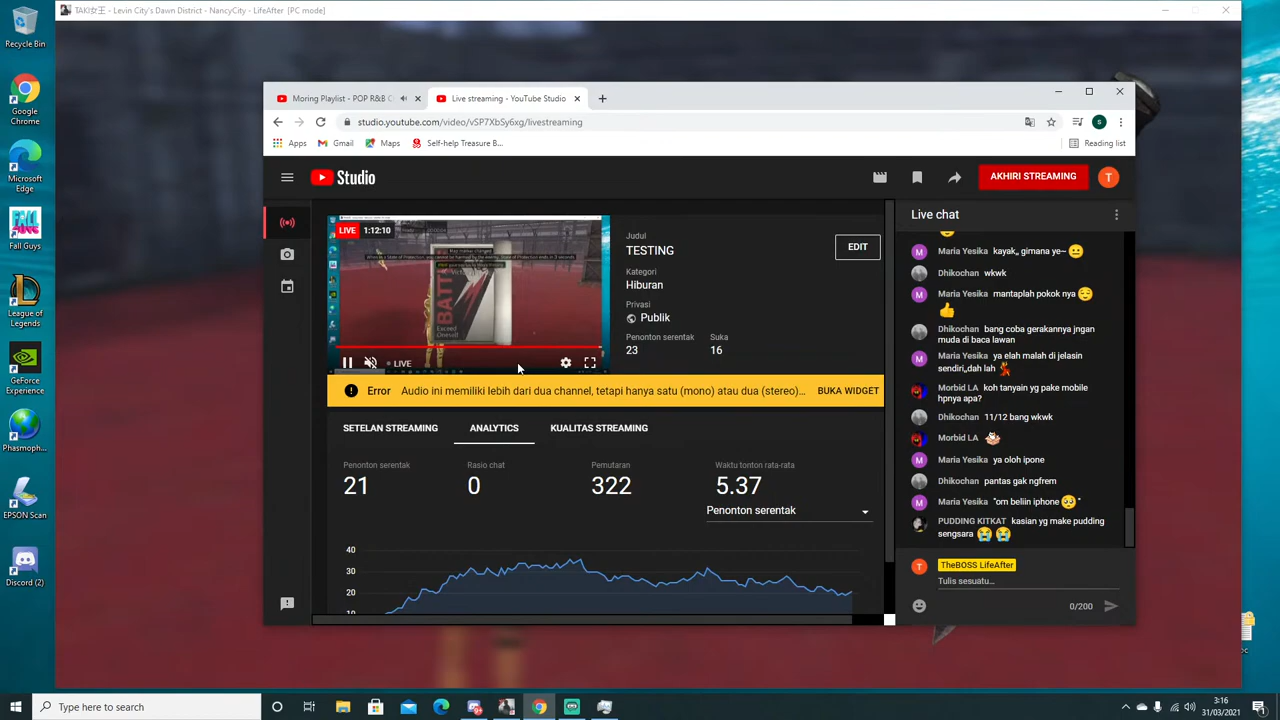 TAKI女王 - Levin City's Dawn District - NancyCity - LifeAfter [PC mode]
Recycle Bin
Google Chrome
Microsoft Edge
FALL GUYS
Fall Guys
League of Legends
GeForce Experience
Phasmoph...
EPSON Scan
Discord (2)
Moring Playlist - POP R&B C
Live streaming - YouTube Studio
studio.youtube.com/video/vSP7XbSy6xg/livestreaming
S
Apps
Gmail
Maps
Self-help Treasure B...
Reading list
Studio
AKHIRI STREAMING
T
LIVE
1:12:10
BATTL
Exceed
Oneself
LIVE
Judul
TESTING
EDIT
Kategori
Hiburan
Privasi
Publik
Penonton serentak
Suka
23
16
Error
Audio ini memiliki lebih dari dua channel, tetapi hanya satu (mono) atau dua (stereo)...
BUKA WIDGET
SETELAN STREAMING
ANALYTICS
KUALITAS STREAMING
Penonton serentak
Rasio chat
Pemutaran
Waktu tonton rata-rata
21
0
322
5.37
Penonton serentak
40
30
20
10
Live chat
Maria Yesika kayak,, gimana ye~
Dhikochan wkwk
Maria Yesika mantaplah pokok nya
Dhikochan bang coba gerakannya jngan
muda di baca lawan
Maria Yesika ya elah malah di jelasin
sendiri,,dah lah
Morbid LA koh tanyain yg pake mobile
hpnya apa?
Dhikochan 11/12 bang wkwk
Morbid LA
Maria Yesika ya oloh ipone
Dhikochan pantas gak ngfrem
Maria Yesika "om beliin iphone "
PUDDING KITKAT kasian yg make pudding
sengsara
T
TheBOSS LifeAfter
Tulis sesuatu...
0/200
Type here to search
3:16
31/03/2021